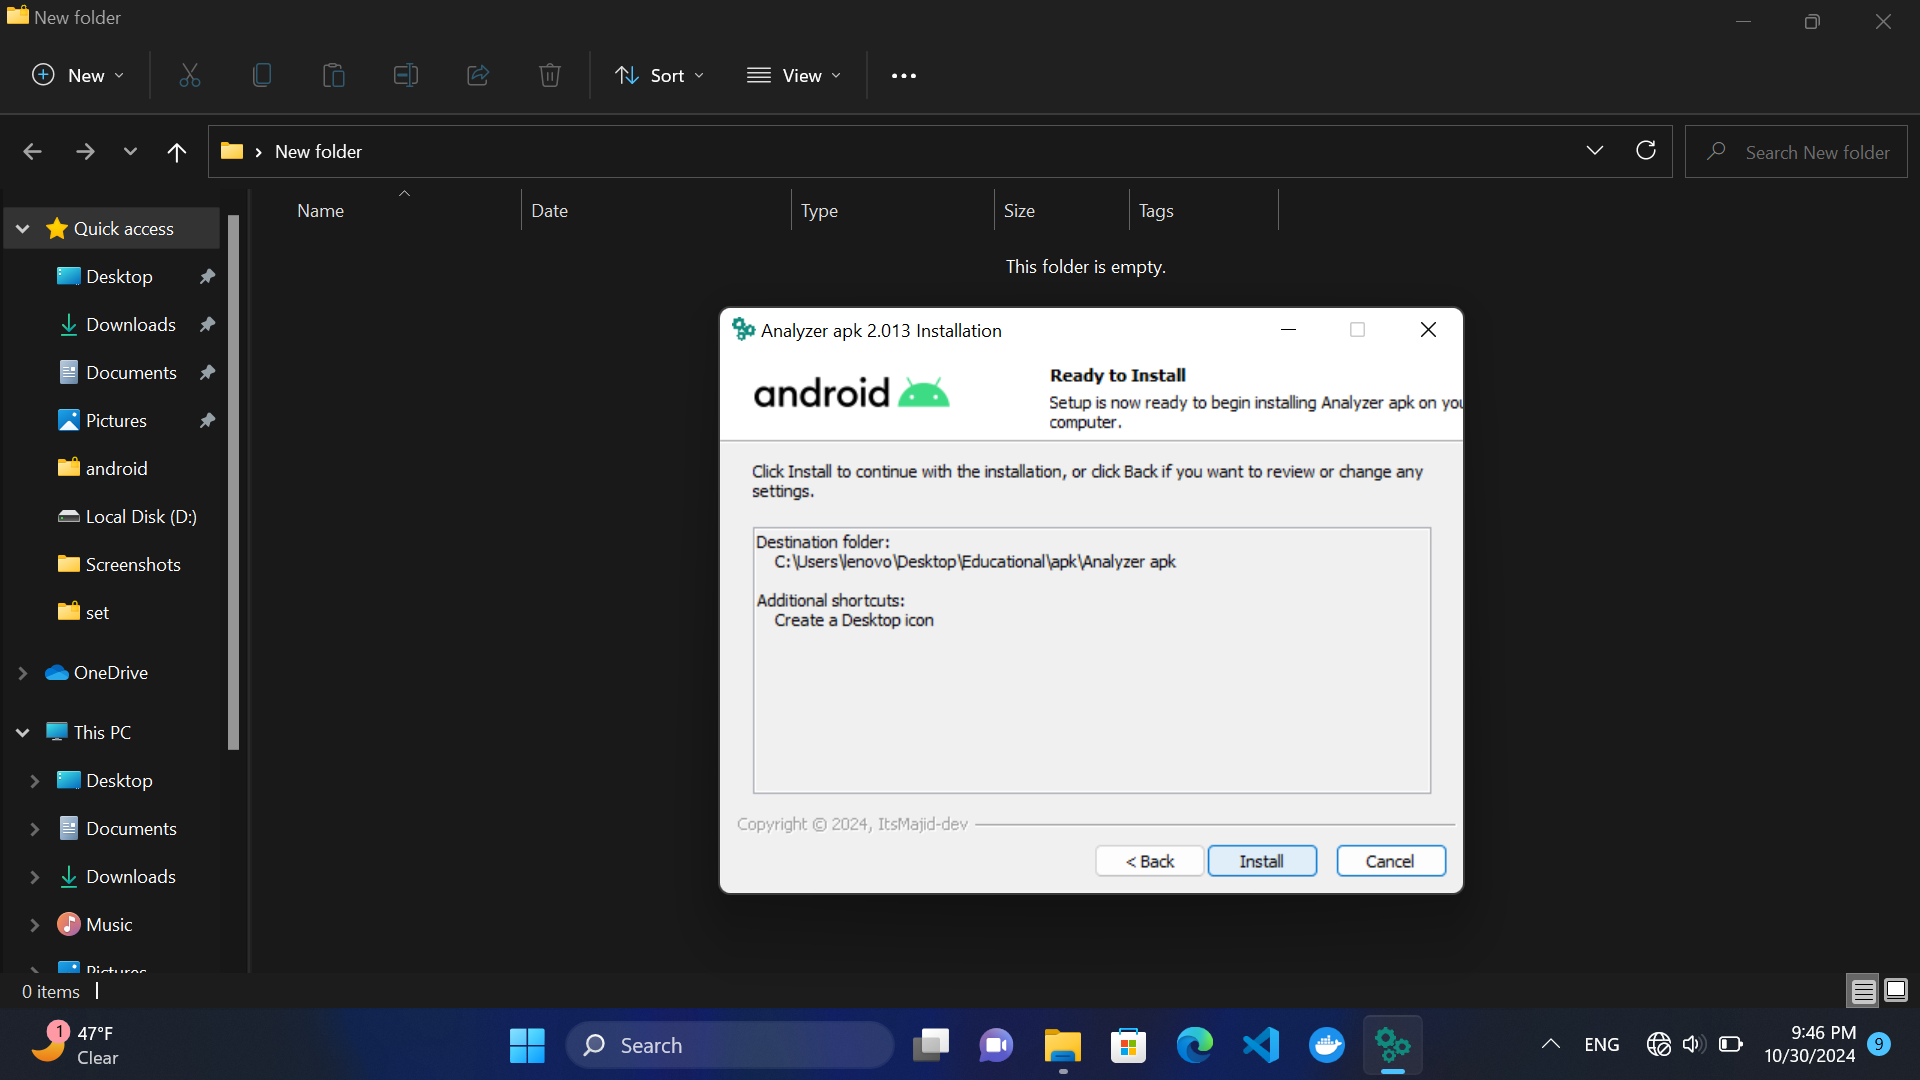 New folder
New
Sort
View
New folder
Search New folder
Name
Date
Type
Size
Tags
This folder is empty.
Quick access
Desktop
Downloads
Documents
Pictures
android
Local Disk (D:)
Screenshots
set
OneDrive
This PC
Desktop
Documents
Downloads
Music
Pictures
0 items
Analyzer apk 2.013 Installation
android
Ready to Install
Setup is now ready to begin installing Analyzer apk on you
computer.
Click Install to continue with the installation, or click Back if you want to review or change any
settings.
Destination folder:
C:\Users\lenovo\Desktop\Educational\apk\Analyzer apk
Additional shortcuts:
Create a Desktop icon
Copyright © 2024, ItsMajid-dev
< Back
Install
Cancel
1
47°F
Clear
Search
ENG
9:46 PM
10/30/2024
9